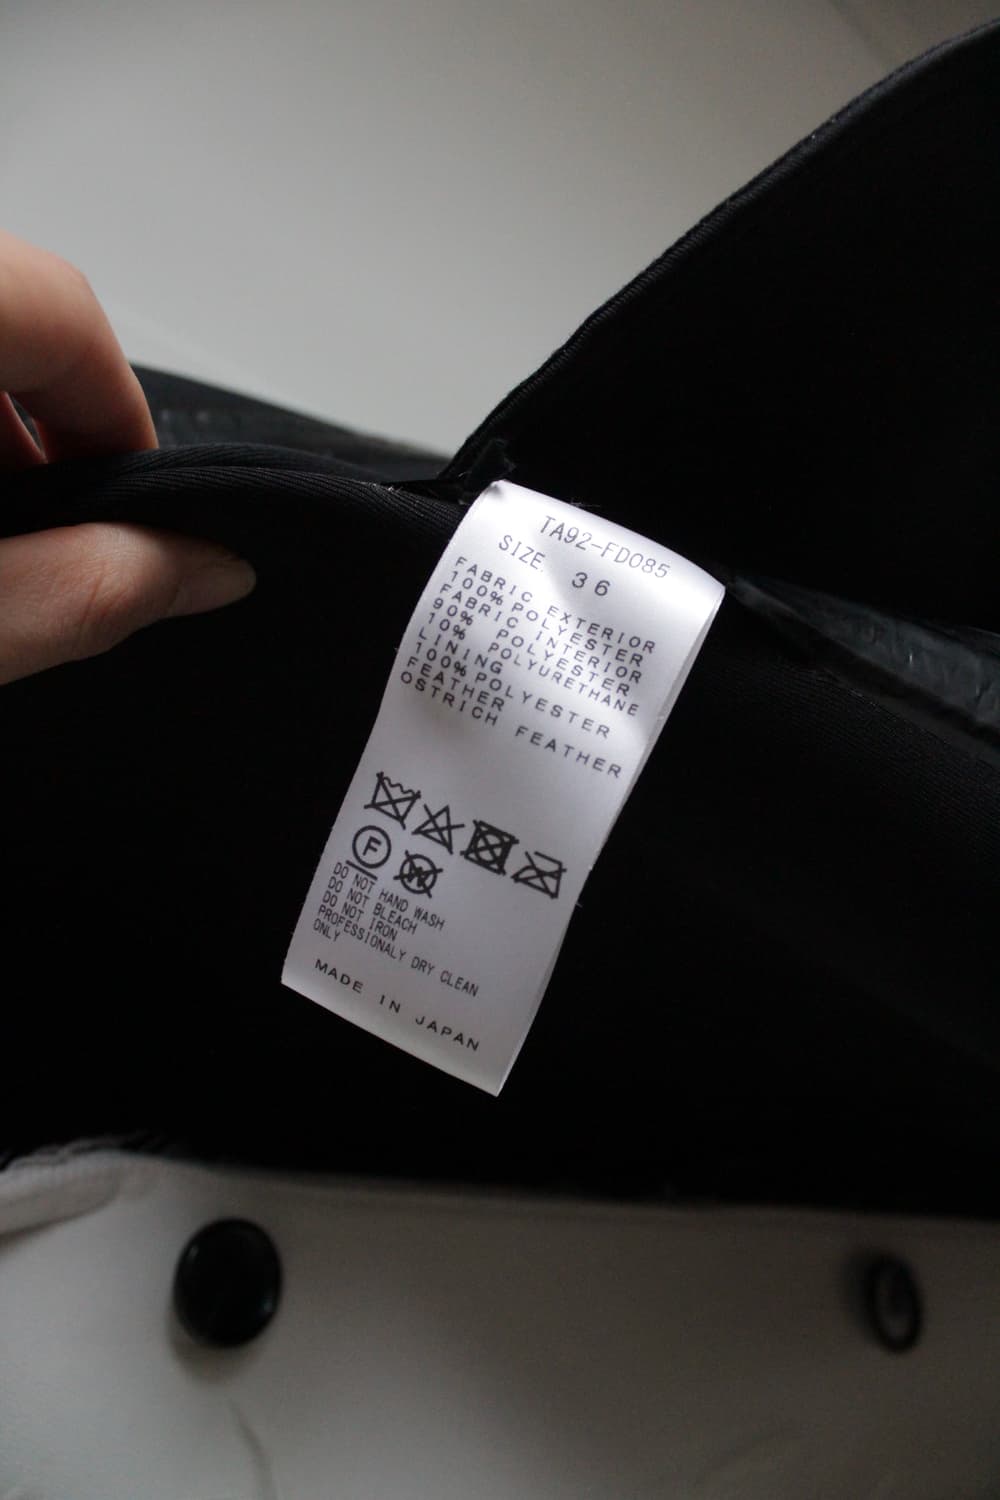 TA92-FD085
SIZE 36
FABRIC EXTERIOR
100% POLYESTER
FABRIC INTERIOR
90% POLYESTER
10% POLYURETHANE
LINING
100% POLYESTER
FEATHER
OSTRICH FEATHER
F
W
DO NOT HAND WASH
DO NOT BLEACH
DO NOT IRON
PROFESSIONALY DRY CLEAN
ONLY
MADE IN JAPAN